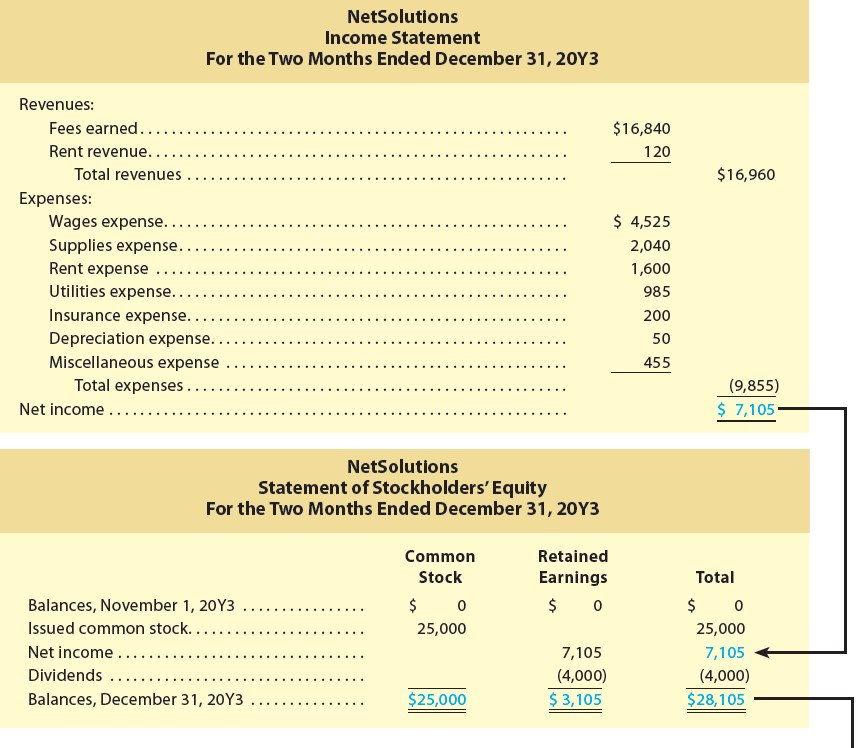 NetSolutions
Income Statement
For the Two Months Ended December 31, 20Y3
Revenues:
Fees earned.................................................... $16,840
Rent revenue................................................... 120
Total revenues ................................................ $16,960
Expenses:
Wages expense.................................................. $ 4,525
Supplies expense............................................... 2,040
Rent expense .................................................. 1,600
Utilities expense.............................................. 985
Insurance expense.............................................. 200
Depreciation expense........................................... 50
Miscellaneous expense ......................................... 455
Total expenses ................................................ (9,855)
Net income .................................................... $ 7,105
NetSolutions
Statement of Stockholders' Equity
For the Two Months Ended December 31, 20Y3
Common Retained
Stock Earnings Total
Balances, November 1, 20Y3 ................ $ 0 $ 0 $ 0
Issued common stock....................... 25,000 25,000
Net income ................................ 7,105 7,105
Dividends ................................. (4,000) (4,000)
Balances, December 31, 20Y3 ............... $25,000 $ 3,105 $28,105